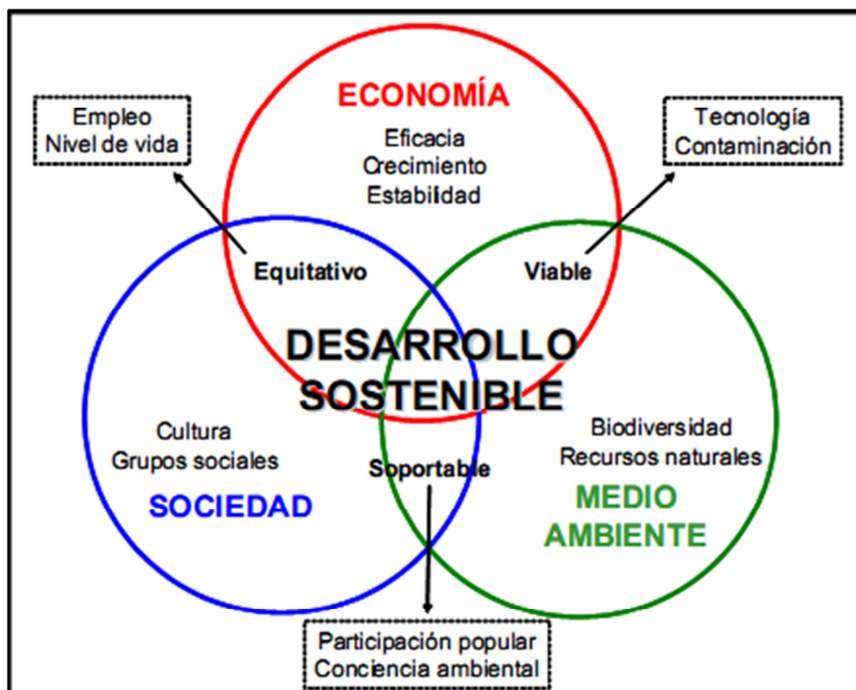 ECONOMÍA
Eficacia
Crecimiento
Estabilidad
Empleo
Nivel de vida
Tecnología
Contaminación
Equitativo
Viable
DESARROLLO
SOSTENIBLE
Cultura
Grupos sociales
SOCIEDAD
Soportable
Biodiversidad
Recursos naturales
MEDIO
AMBIENTE
Participación popular
Conciencia ambiental